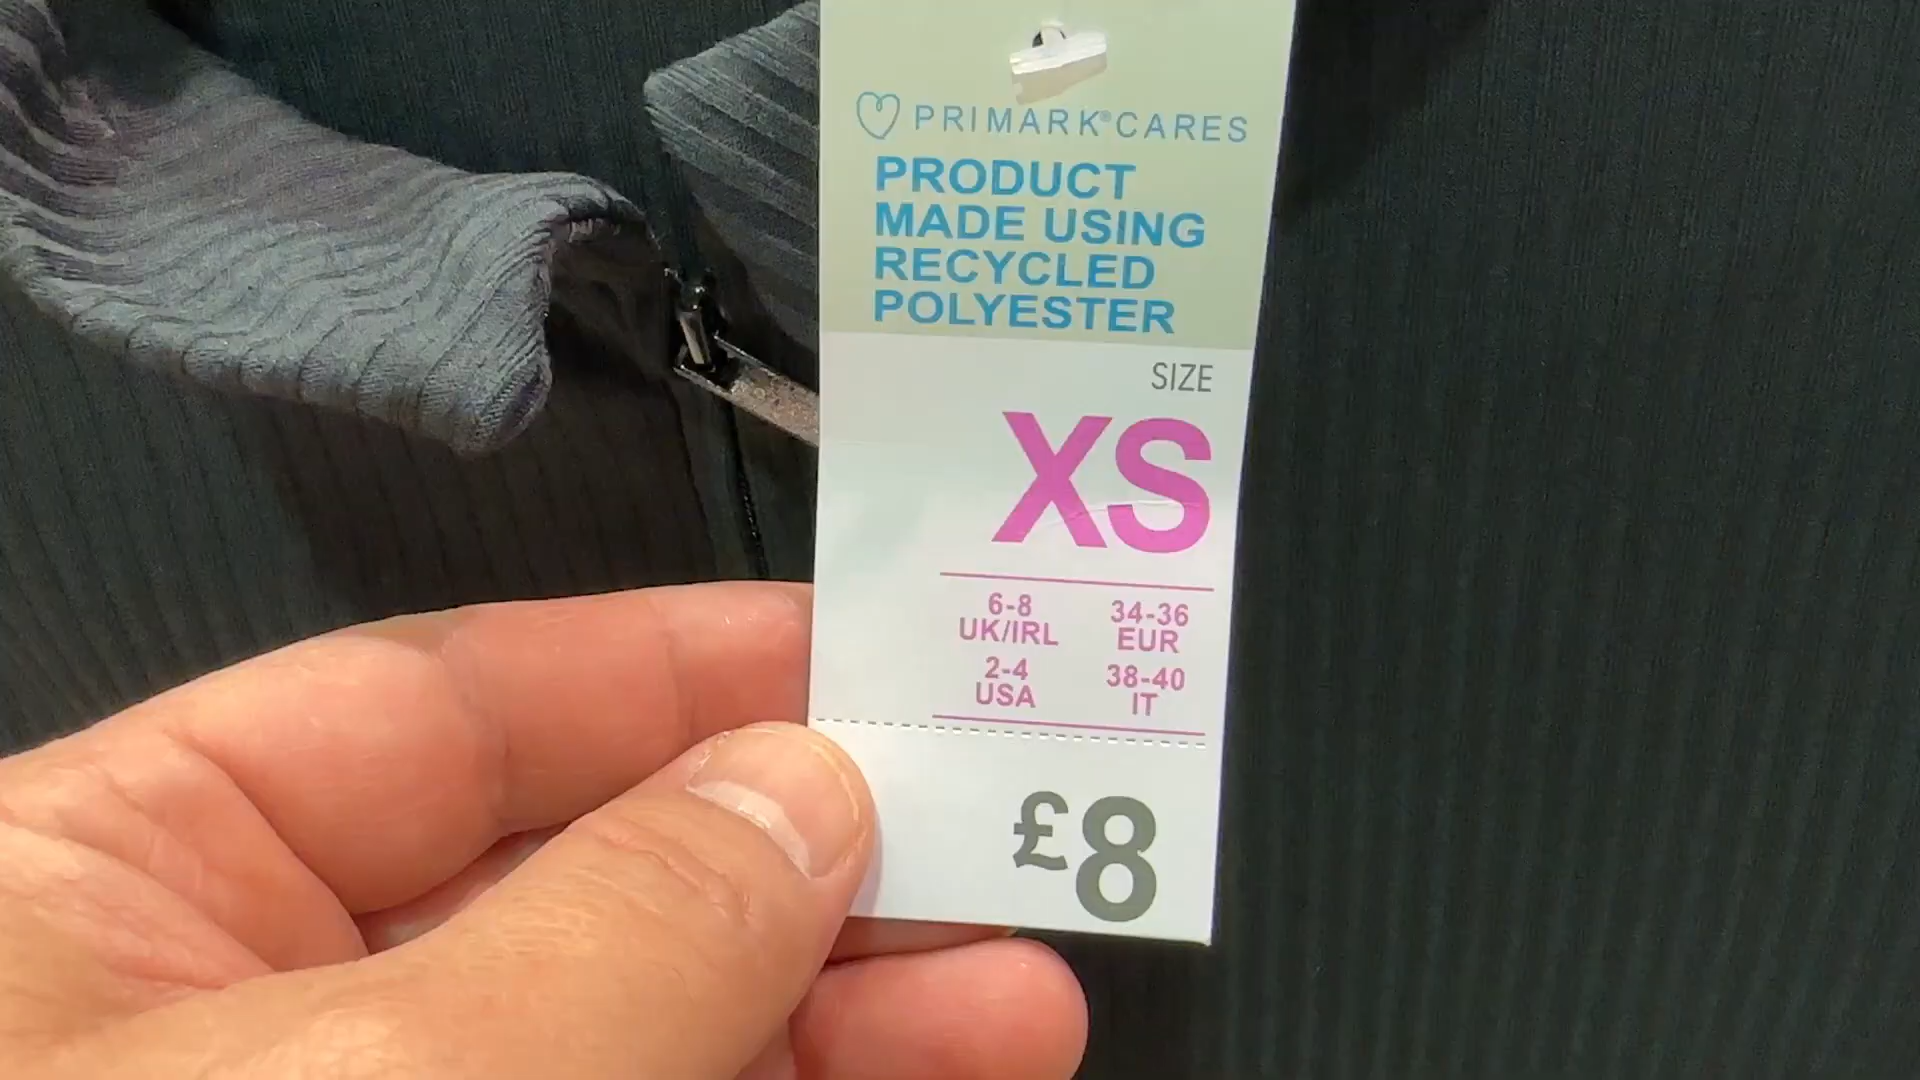 PRIMARK®CARES
PRODUCT
MADE USING
RECYCLED
POLYESTER
SIZE
XS
6-8
UK/IRL
34-36
EUR
2-4
USA
38-40
IT
£8